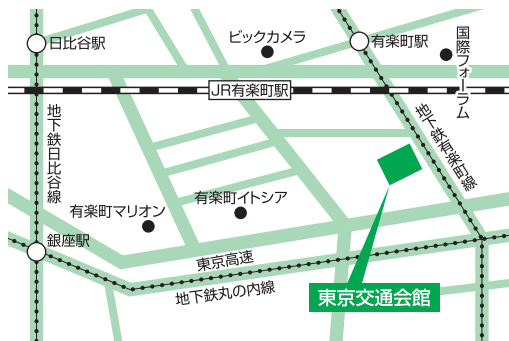 ビックカメラ
日比谷駅
有楽町駅
国際フォーラム
JR有楽町駅
地下鉄日比谷線
地下鉄有楽町線
有楽町イトシア
有楽町マリオン
銀座駅
東京高速
地下鉄丸の内線
東京交通会館